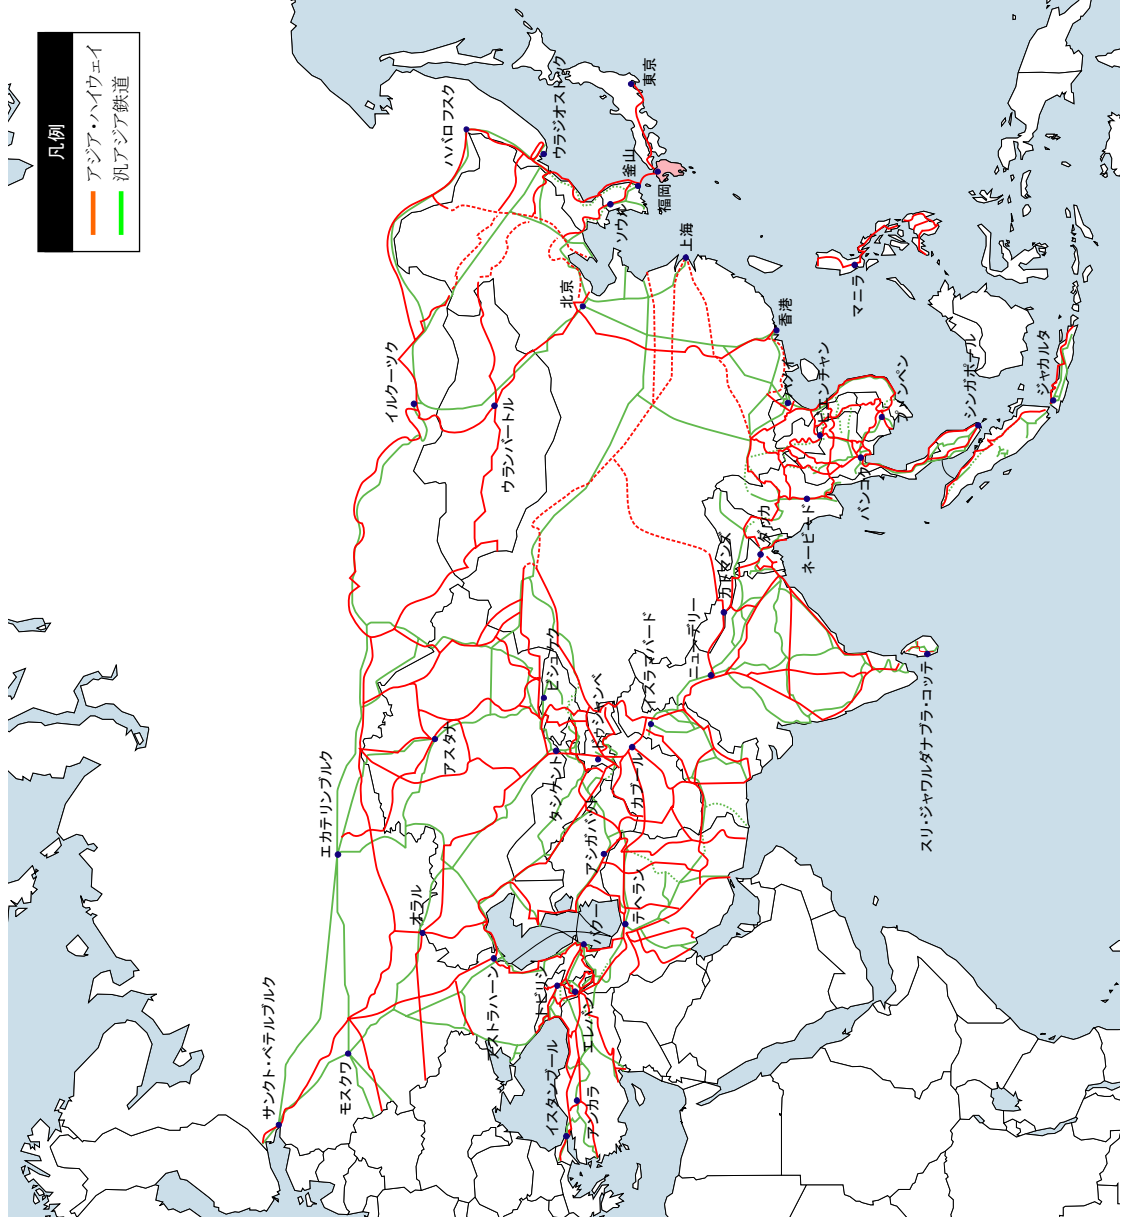 凡例
アジア・ハイウェイ
汎アジア鉄道
サンクト・ペテルブルク
モスクワ
エカテリンブルク
オラル
アスタナ
イルクーツク
ハバロフスク
ウラジオストック
東京
釜山
福岡
ソウル
上海
北京
ウランバートル
香港
マニラ
ハノイ
ビエンチャン
プノンペン
バンコク
シンガポール
ジャカルタ
ネーピードー
ダッカ
カトマンズ
ニューデリー
イスラマバード
ビシュケク
ドゥシャンベ
タシケント
カブール
アシガバット
テヘラン
バクー
アストラハーン
トビリシ
エレバン
イスタンブール
アンカラ
スリ・ジャワルダナプラ・コッテ